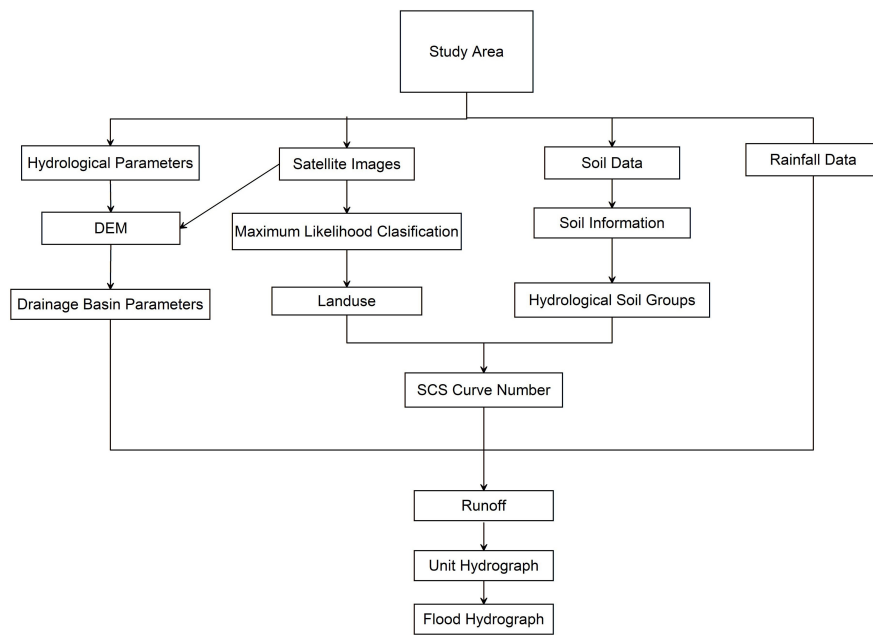 Study Area
Hydrological Parameters
Satellite Images
Soil Data
Rainfall Data
DEM
Maximum Likelihood Clasification
Soil Information
Drainage Basin Parameters
Landuse
Hydrological Soil Groups
SCS Curve Number
Runoff
Unit Hydrograph
Flood Hydrograph